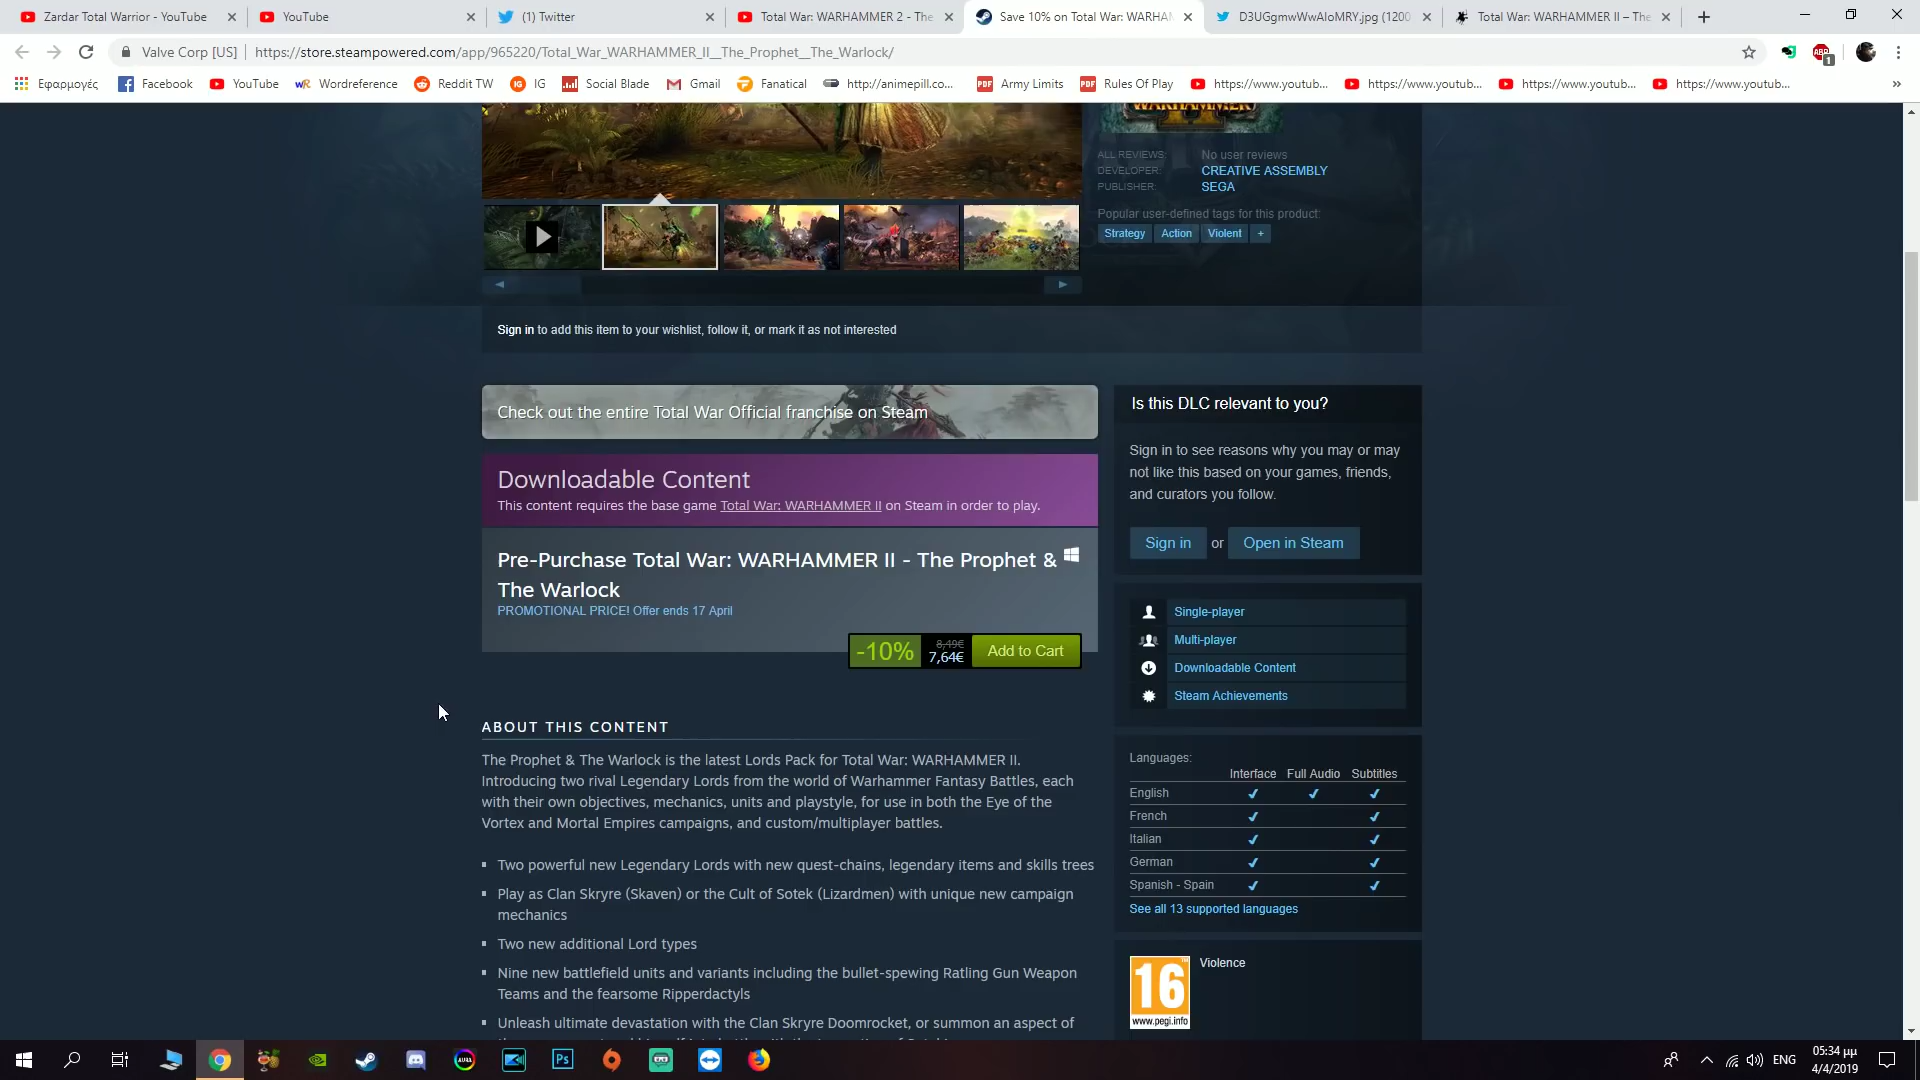 Zardar Total Warrior - YouTube
YouTube
(1) Twitter
Total War: WARHAMMER 2 - The
Save 10% on Total War: WARHA
D3UGgmwWwAIoMRY.jpg (1200
Total War: WARHAMMER II – The
Valve Corp [US]
https://store.steampowered.com/app/965220/Total_War_WARHAMMER_II__The_Prophet__The_Warlock/
1
Εφαρμογές
Facebook
YouTube
Wordreference
Reddit TW
IG
Social Blade
Gmail
Fanatical
http://animepill.co...
Army Limits
Rules Of Play
https://www.youtub...
https://www.youtub...
https://www.youtub...
https://www.youtub...
WARHAMMER
ALL REVIEWS: No user reviews
DEVELOPER: CREATIVE ASSEMBLY
PUBLISHER: SEGA
Popular user-defined tags for this product:
Strategy Action Violent +
Sign in to add this item to your wishlist, follow it, or mark it as not interested
Check out the entire Total War Official franchise on Steam
Downloadable Content
This content requires the base game Total War: WARHAMMER II on Steam in order to play.
Pre-Purchase Total War: WARHAMMER II - The Prophet &
The Warlock
PROMOTIONAL PRICE! Offer ends 17 April
-10%
8,49€
7,64€
Add to Cart
ABOUT THIS CONTENT
The Prophet & The Warlock is the latest Lords Pack for Total War: WARHAMMER II.
Introducing two rival Legendary Lords from the world of Warhammer Fantasy Battles, each
with their own objectives, mechanics, units and playstyle, for use in both the Eye of the
Vortex and Mortal Empires campaigns, and custom/multiplayer battles.
Two powerful new Legendary Lords with new quest-chains, legendary items and skills trees
Play as Clan Skryre (Skaven) or the Cult of Sotek (Lizardmen) with unique new campaign
mechanics
Two new additional Lord types
Nine new battlefield units and variants including the bullet-spewing Ratling Gun Weapon
Teams and the fearsome Ripperdactyls
Unleash ultimate devastation with the Clan Skryre Doomrocket, or summon an aspect of
Is this DLC relevant to you?
Sign in to see reasons why you may or may
not like this based on your games, friends,
and curators you follow.
Sign in or Open in Steam
Single-player
Multi-player
Downloadable Content
Steam Achievements
Languages:
Interface Full Audio Subtitles
English ✔ ✔ ✔
French ✔ ✔
Italian ✔ ✔
German ✔ ✔
Spanish - Spain ✔ ✔
See all 13 supported languages
16
www.pegi.info
Violence
AURA
Ps
ENG
05:34 μμ
4/4/2019